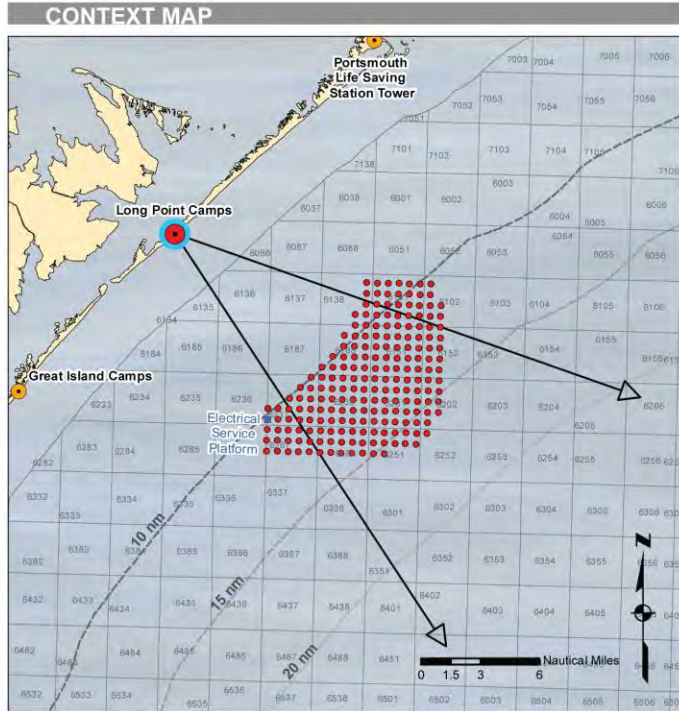 CONTEXT MAP
Portsmouth
Life Saving
Station Tower
7003 7004 7005 7006
7052 7053 7054 7055 7056
7051
7101 7102 7103 7104 7105
7138
6039 6001 6002 6003
6037
6004 6005 6006
Long Point Camps
6086 6087 6088 6051 6052 6053 6054 6055 6056
6134 6135 6136 6137 6138 6102 6103 6104 6105 6106
6184 6185 6186 6187 6152 6153 6154 6155 6156
Great Island Camps
6233 6234 6235 6236 6202 6203 6204 6205 6206
Electrical
Service
Platform
6282 6283 6284 6285 6251 6252 6253 6254 6255 6256
6332 6333 6334 6335 6336 6337 6338 6301 6302 6303 6304 6305 6306
10 nm
6382 6383 6384 6385 6386 6387 6388 6351 6352 6353 6354 6355
15 nm
6432 6433 6434 6435 6436 6437 6438 6401 6402 6403 6404 6405
20 nm
6482 6483 6484 6485 6486 6487 6488 6451
N
0 1.5 3 6 Nautical Miles
6532 6533 6534 6535 6536 6537 6538 6501 6502 6503 6504 6505 6506